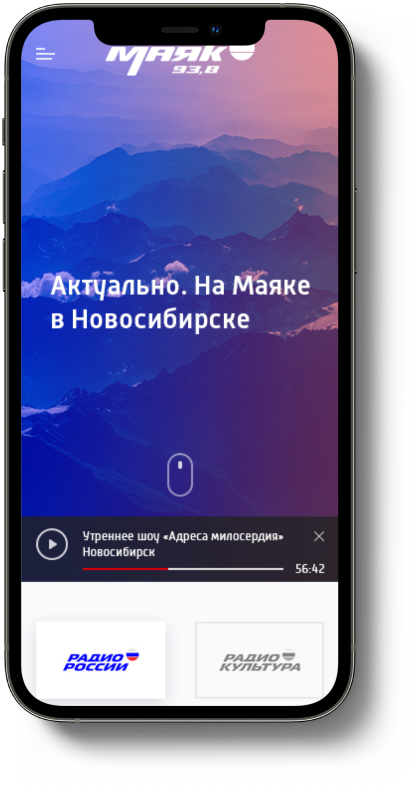 МАЯК
93,8
Актуально. На Маяке
в Новосибирске
Утреннее шоу «Адреса милосердия»
Новосибирск
56:42
РАДИО
РОССИИ
РАДИО
КУЛЬТУРА